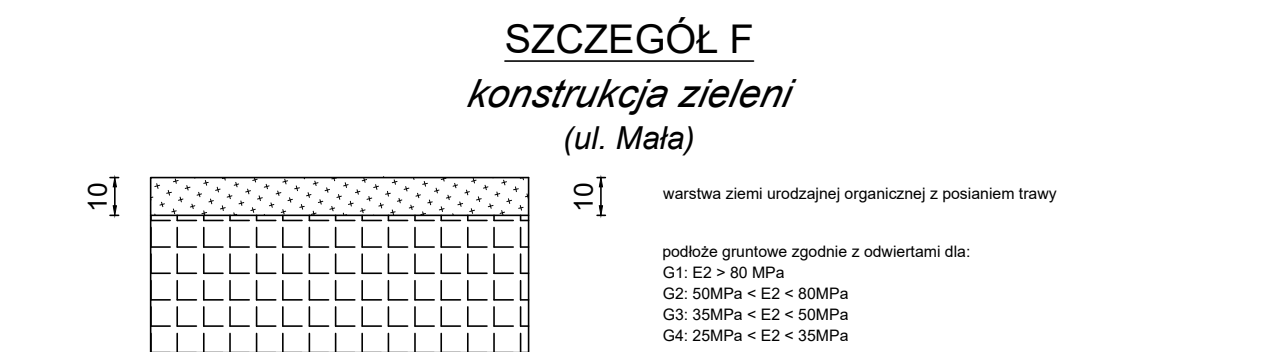 SZCZEGÓŁ F
konstrukcja zieleni
(ul. Mała)
10
10
warstwa ziemi urodzajnej organicznej z posianiem trawy
podłoże gruntowe zgodnie z odwiertami dla:
G1: E2 > 80 MPa
G2: 50MPa < E2 < 80MPa
G3: 35MPa < E2 < 50MPa
G4: 25MPa < E2 < 35MPa